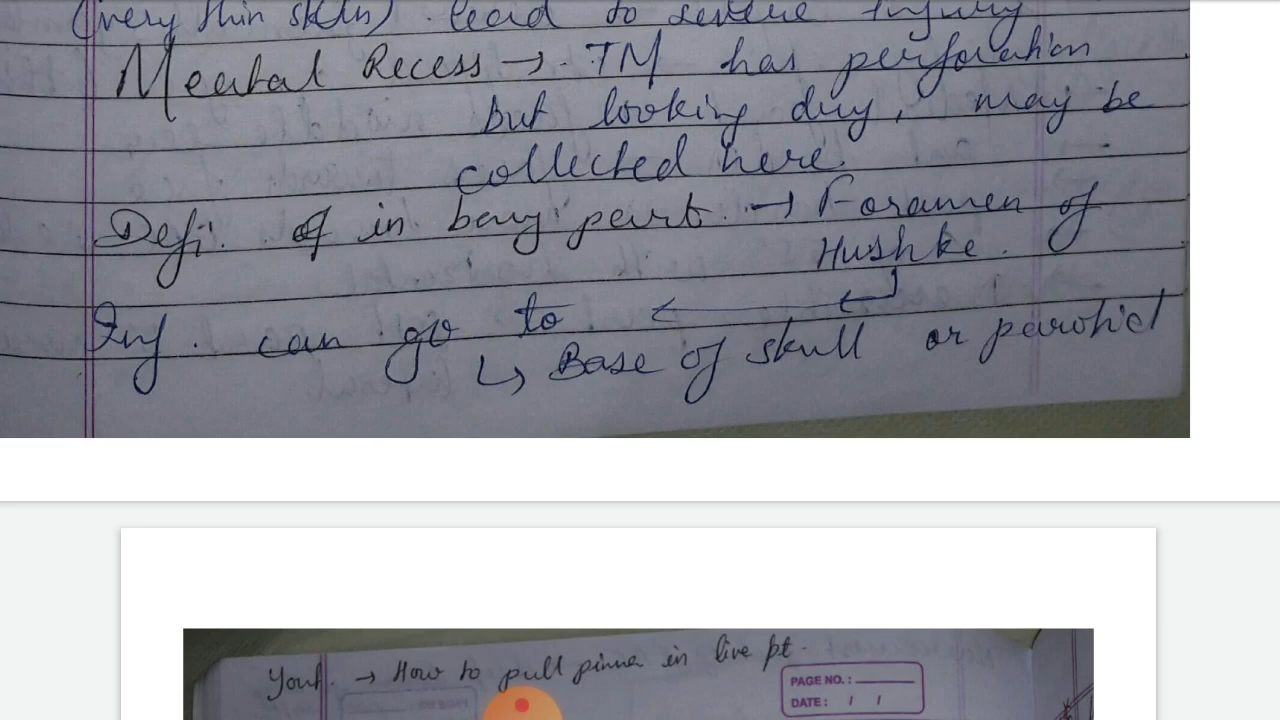 (very thin skin) lead to severe Injury
Meatal Recess → TM has perforation
but looking dry, may be
collected here.
Defi. of in bony part. → Foramen of
Hushke.
Inf. can go to ←
↳ Base of skull or parotid
Yout. → How to pull pinna in live pt.
PAGE NO. :
DATE : / /